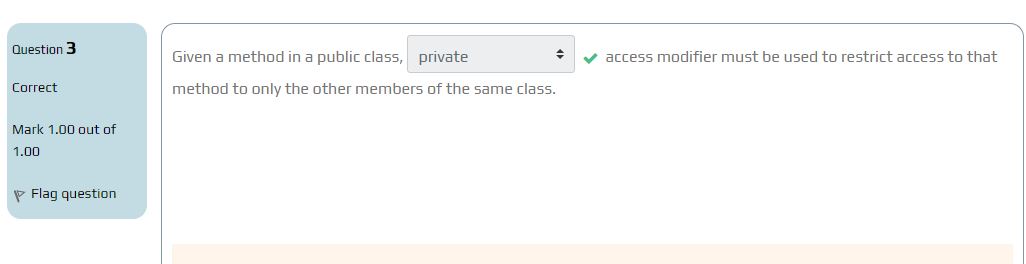 Question 3
Correct
Mark 1.00 out of
1.00
Flag question
Given a method in a public class, private access modifier must be used to restrict access to that
method to only the other members of the same class.